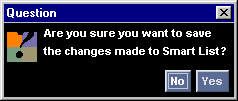 Question
Are you sure you want to save
the changes made to Smart List?
No
Yes